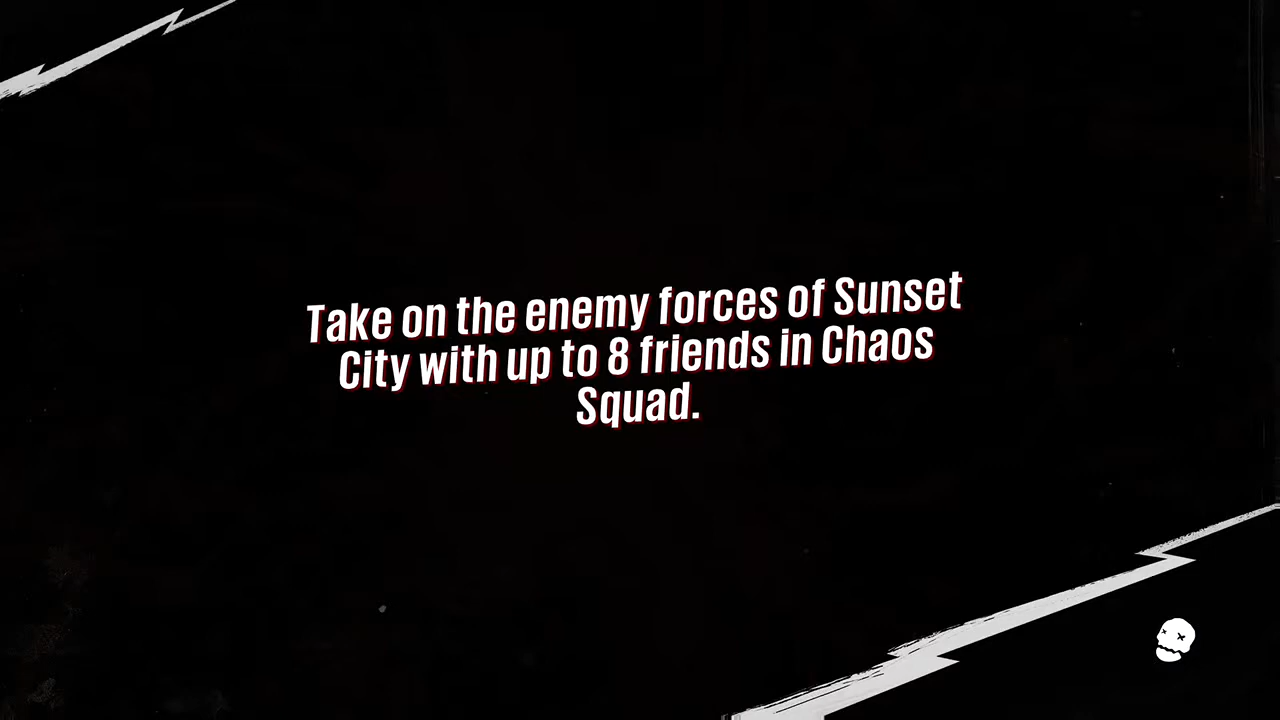 Take on the enemy forces of Sunset
City with up to 8 friends in Chaos
Squad.